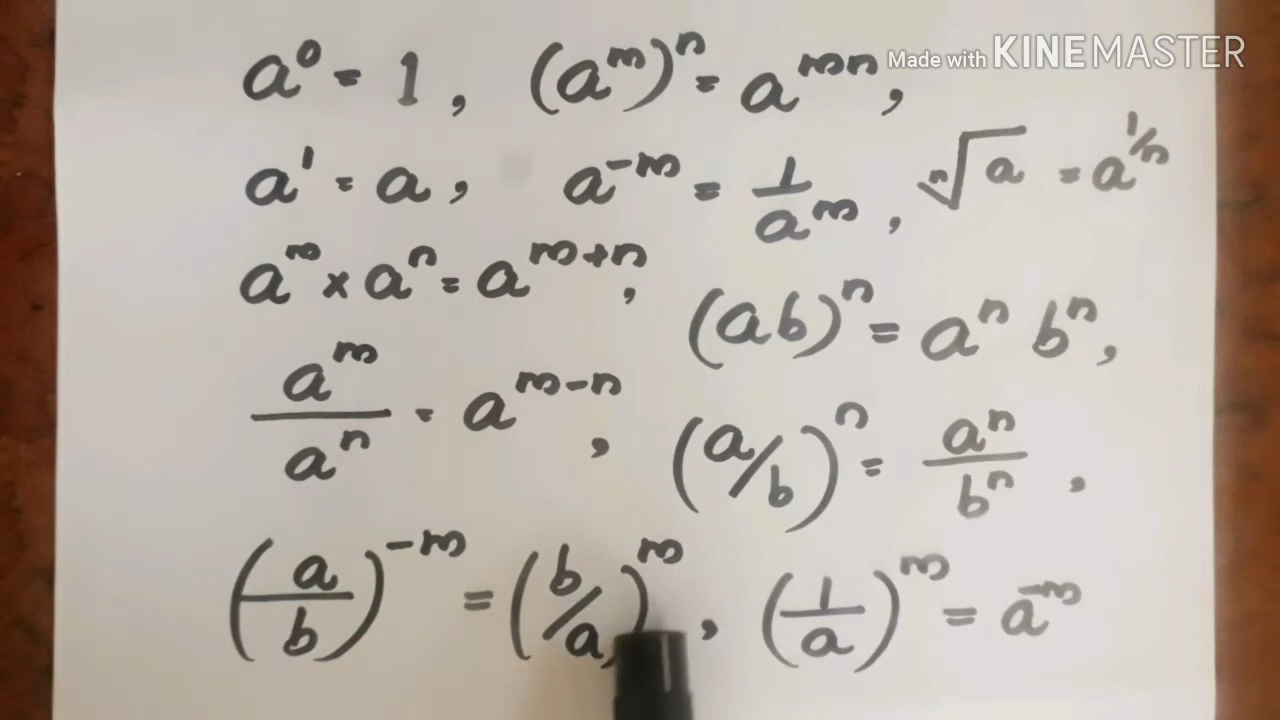 Made with KINEMASTER
a⁰ = 1, (aᵐ)ⁿ = aᵐⁿ,
a¹ = a, a⁻ᵐ = 1/aᵐ, ⁿ√a = a^(1/n)
aᵐ × aⁿ = aᵐ⁺ⁿ,
(ab)ⁿ = aⁿ bⁿ,
aᵐ/aⁿ = aᵐ⁻ⁿ,
(a/b)ⁿ = aⁿ/bⁿ,
(a/b)⁻ᵐ = (b/a)ᵐ, (1/a)ᵐ = a⁻ᵐ